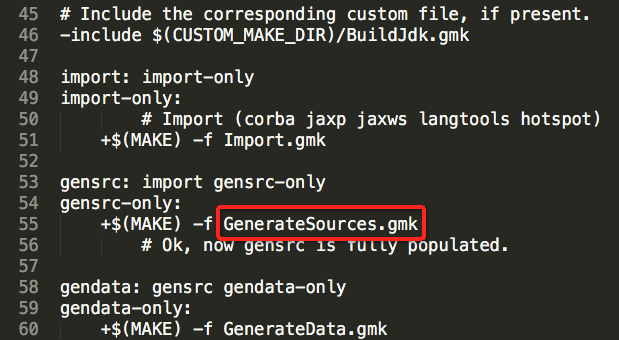 45 # Include the corresponding custom file, if present.
46 -include $(CUSTOM_MAKE_DIR)/BuildJdk.gmk
47
48 import: import-only
49 import-only:
50 # Import (corba jaxp jaxws langtools hotspot)
51 +$(MAKE) -f Import.gmk
52
53 gensrc: import gensrc-only
54 gensrc-only:
55 +$(MAKE) -f GenerateSources.gmk
56 # Ok, now gensrc is fully populated.
57
58 gendata: gensrc gendata-only
59 gendata-only:
60 +$(MAKE) -f GenerateData.gmk